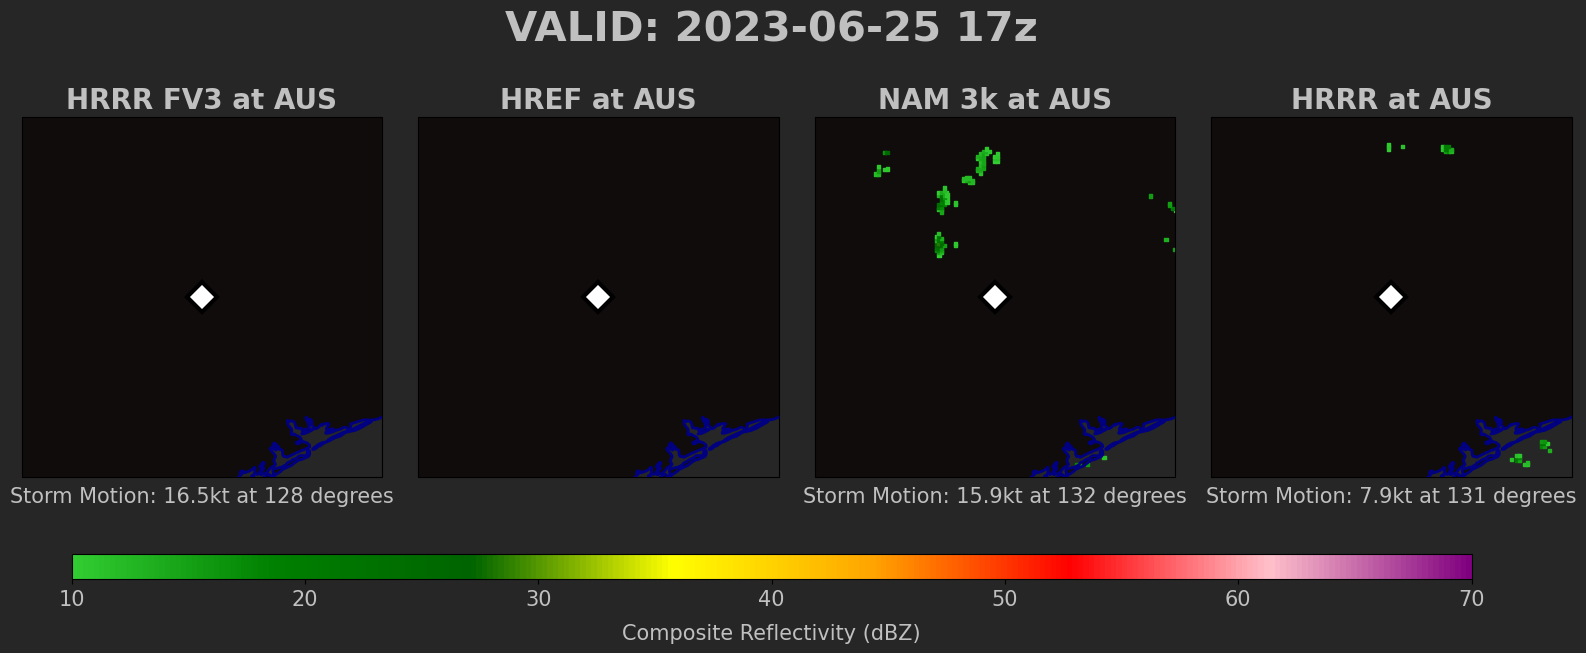 VALID: 2023-06-25 17z
HRRR FV3 at AUS
HREF at AUS
NAM 3k at AUS
HRRR at AUS
Storm Motion: 16.5kt at 128 degrees
Storm Motion: 15.9kt at 132 degrees
Storm Motion: 7.9kt at 131 degrees
10 20 30 40 50 60 70
Composite Reflectivity (dBZ)